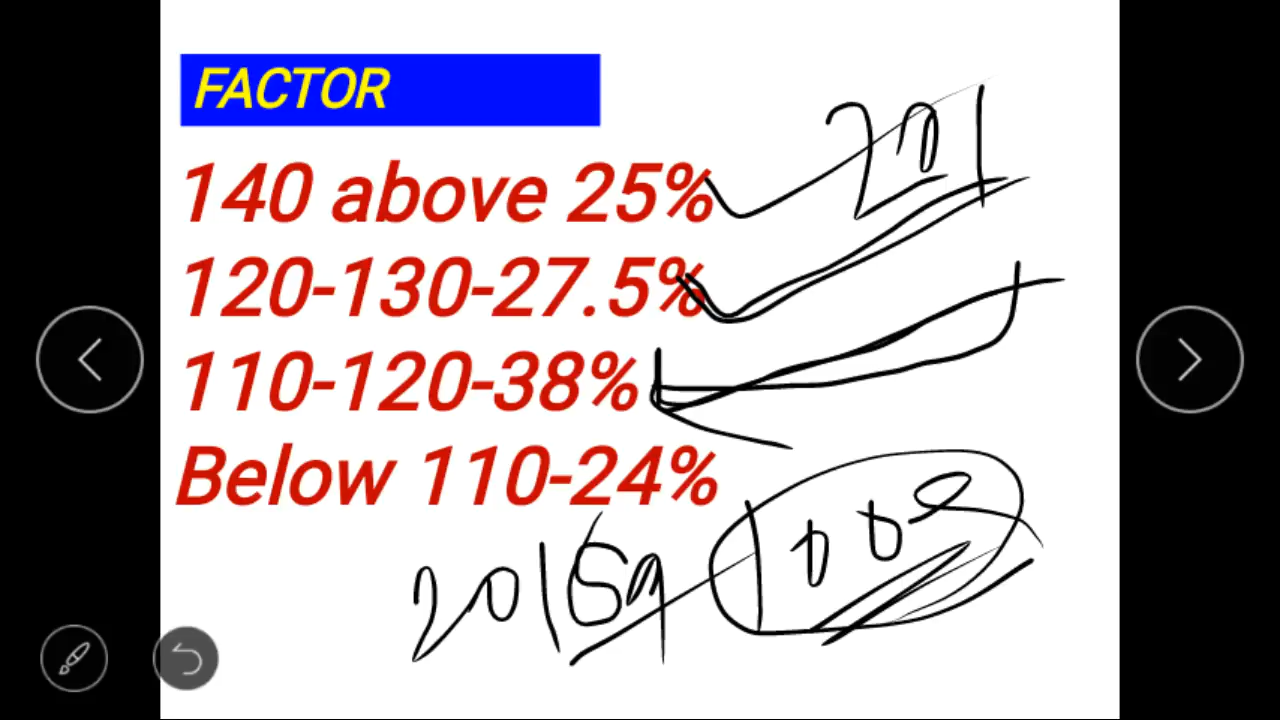 FACTOR
140 above 25%
120-130-27.5%
110-120-38%
Below 110-24%